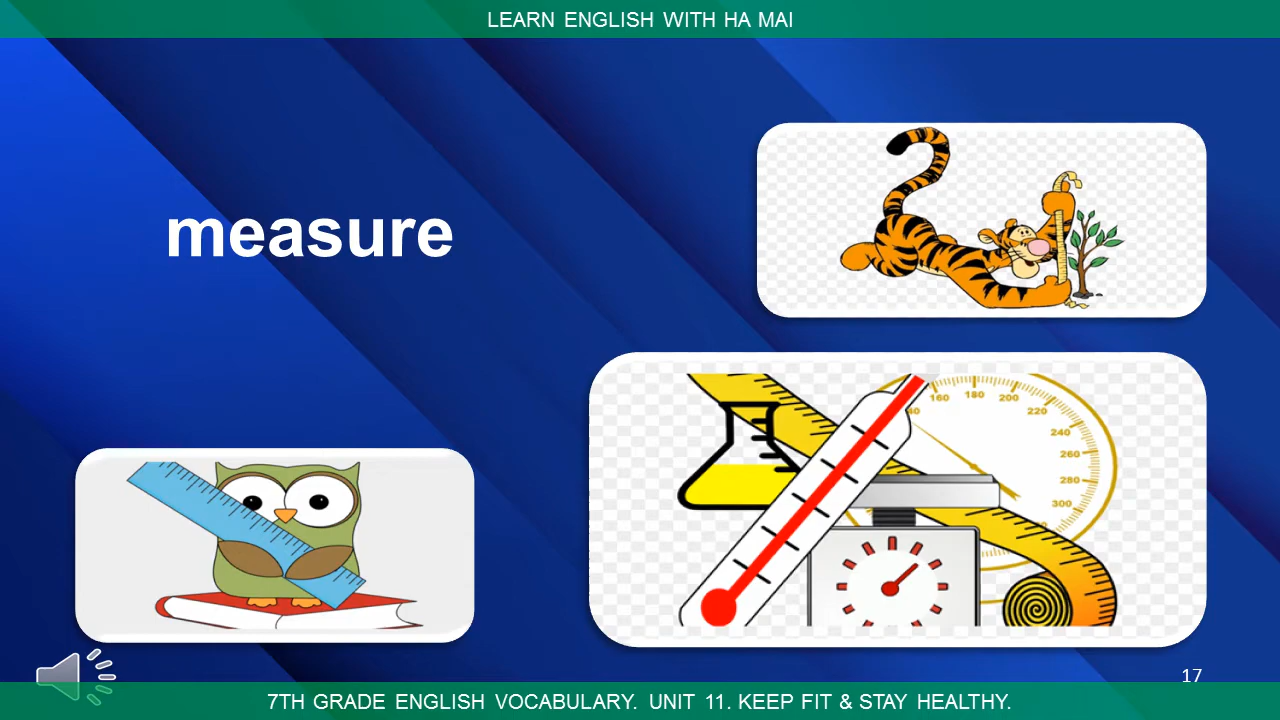 LEARN ENGLISH WITH HA MAI
measure
160 180 200
220
240
260
280
300
17
7TH GRADE ENGLISH VOCABULARY. UNIT 11. KEEP FIT & STAY HEALTHY.